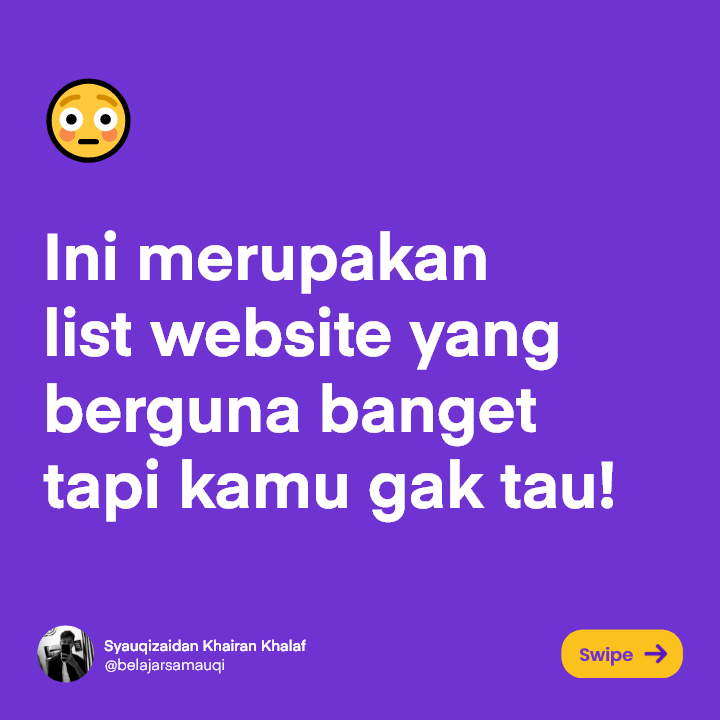 Ini merupakan
list website yang
berguna banget
tapi kamu gak tau!
Syauqizaidan Khairan Khalaf
@belajarsamauqi
Swipe